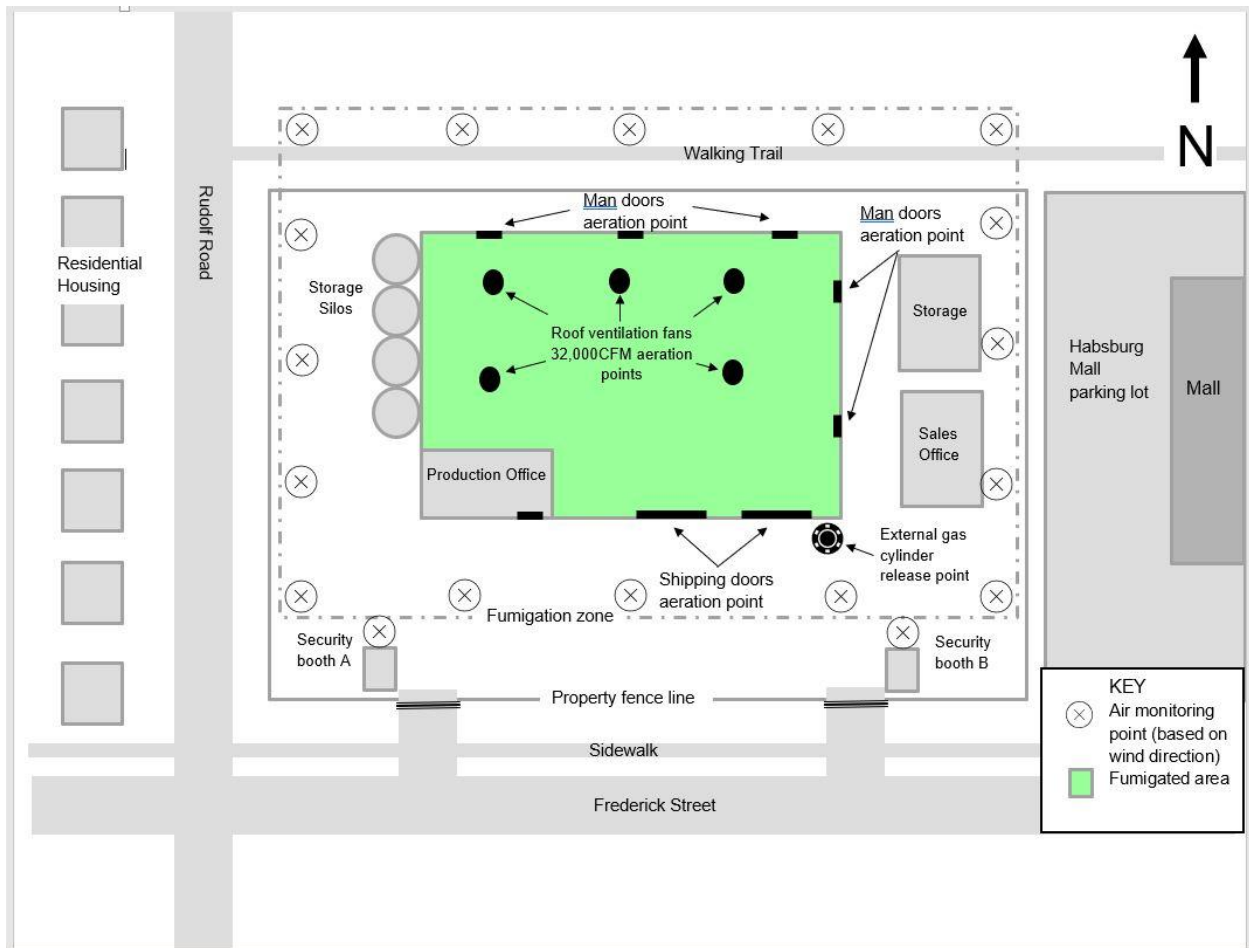 N
Walking Trail
Rudolf Road
Man doors
aeration point
Man doors
aeration point
Residential
Housing
Storage
Silos
Roof ventilation fans
32,000CFM aeration
points
Storage
Habsburg
Mall
parking lot
Mall
Sales
Office
Production Office
External gas
cylinder
release point
Shipping doors
aeration point
Fumigation zone
Security
booth A
Security
booth B
Property fence line
KEY
Air monitoring
point (based on
wind direction)
Fumigated area
Sidewalk
Frederick Street